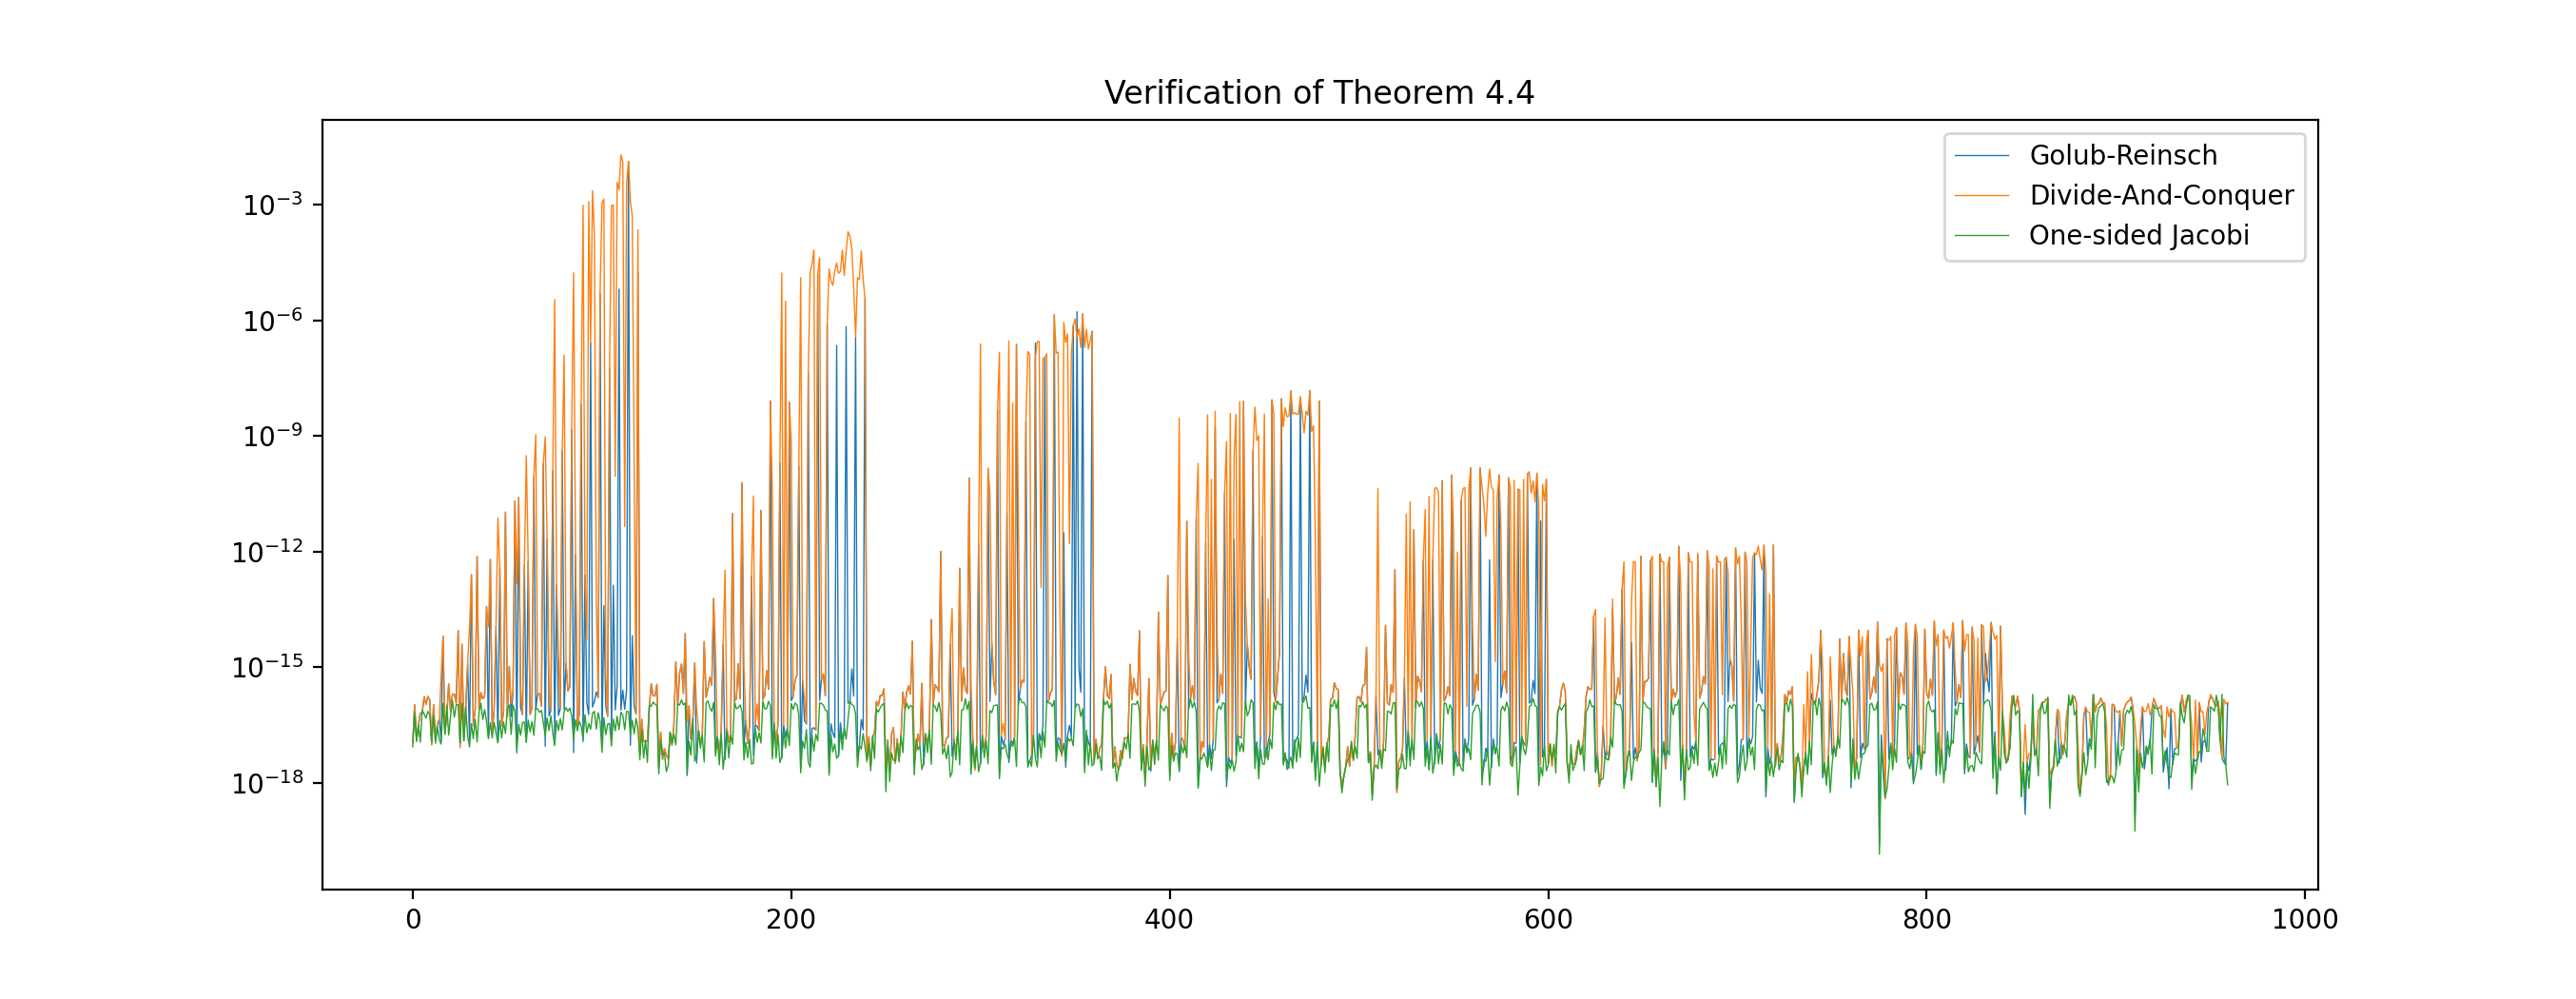 Verification of Theorem 4.4
Golub-Reinsch
Divide-And-Conquer
One-sided Jacobi
10⁻³
10⁻⁶
10⁻⁹
10⁻¹²
10⁻¹⁵
10⁻¹⁸
0 200 400 600 800 1000